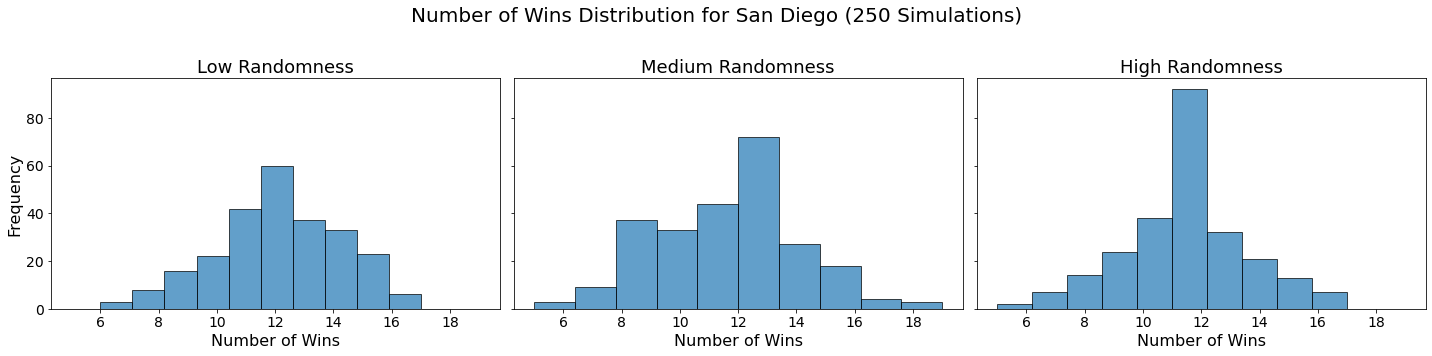 Number of Wins Distribution for San Diego (250 Simulations)
Low Randomness
Medium Randomness
High Randomness
Frequency
80
60
40
20
0
6 8 10 12 14 16 18
6 8 10 12 14 16 18
6 8 10 12 14 16 18
Number of Wins
Number of Wins
Number of Wins